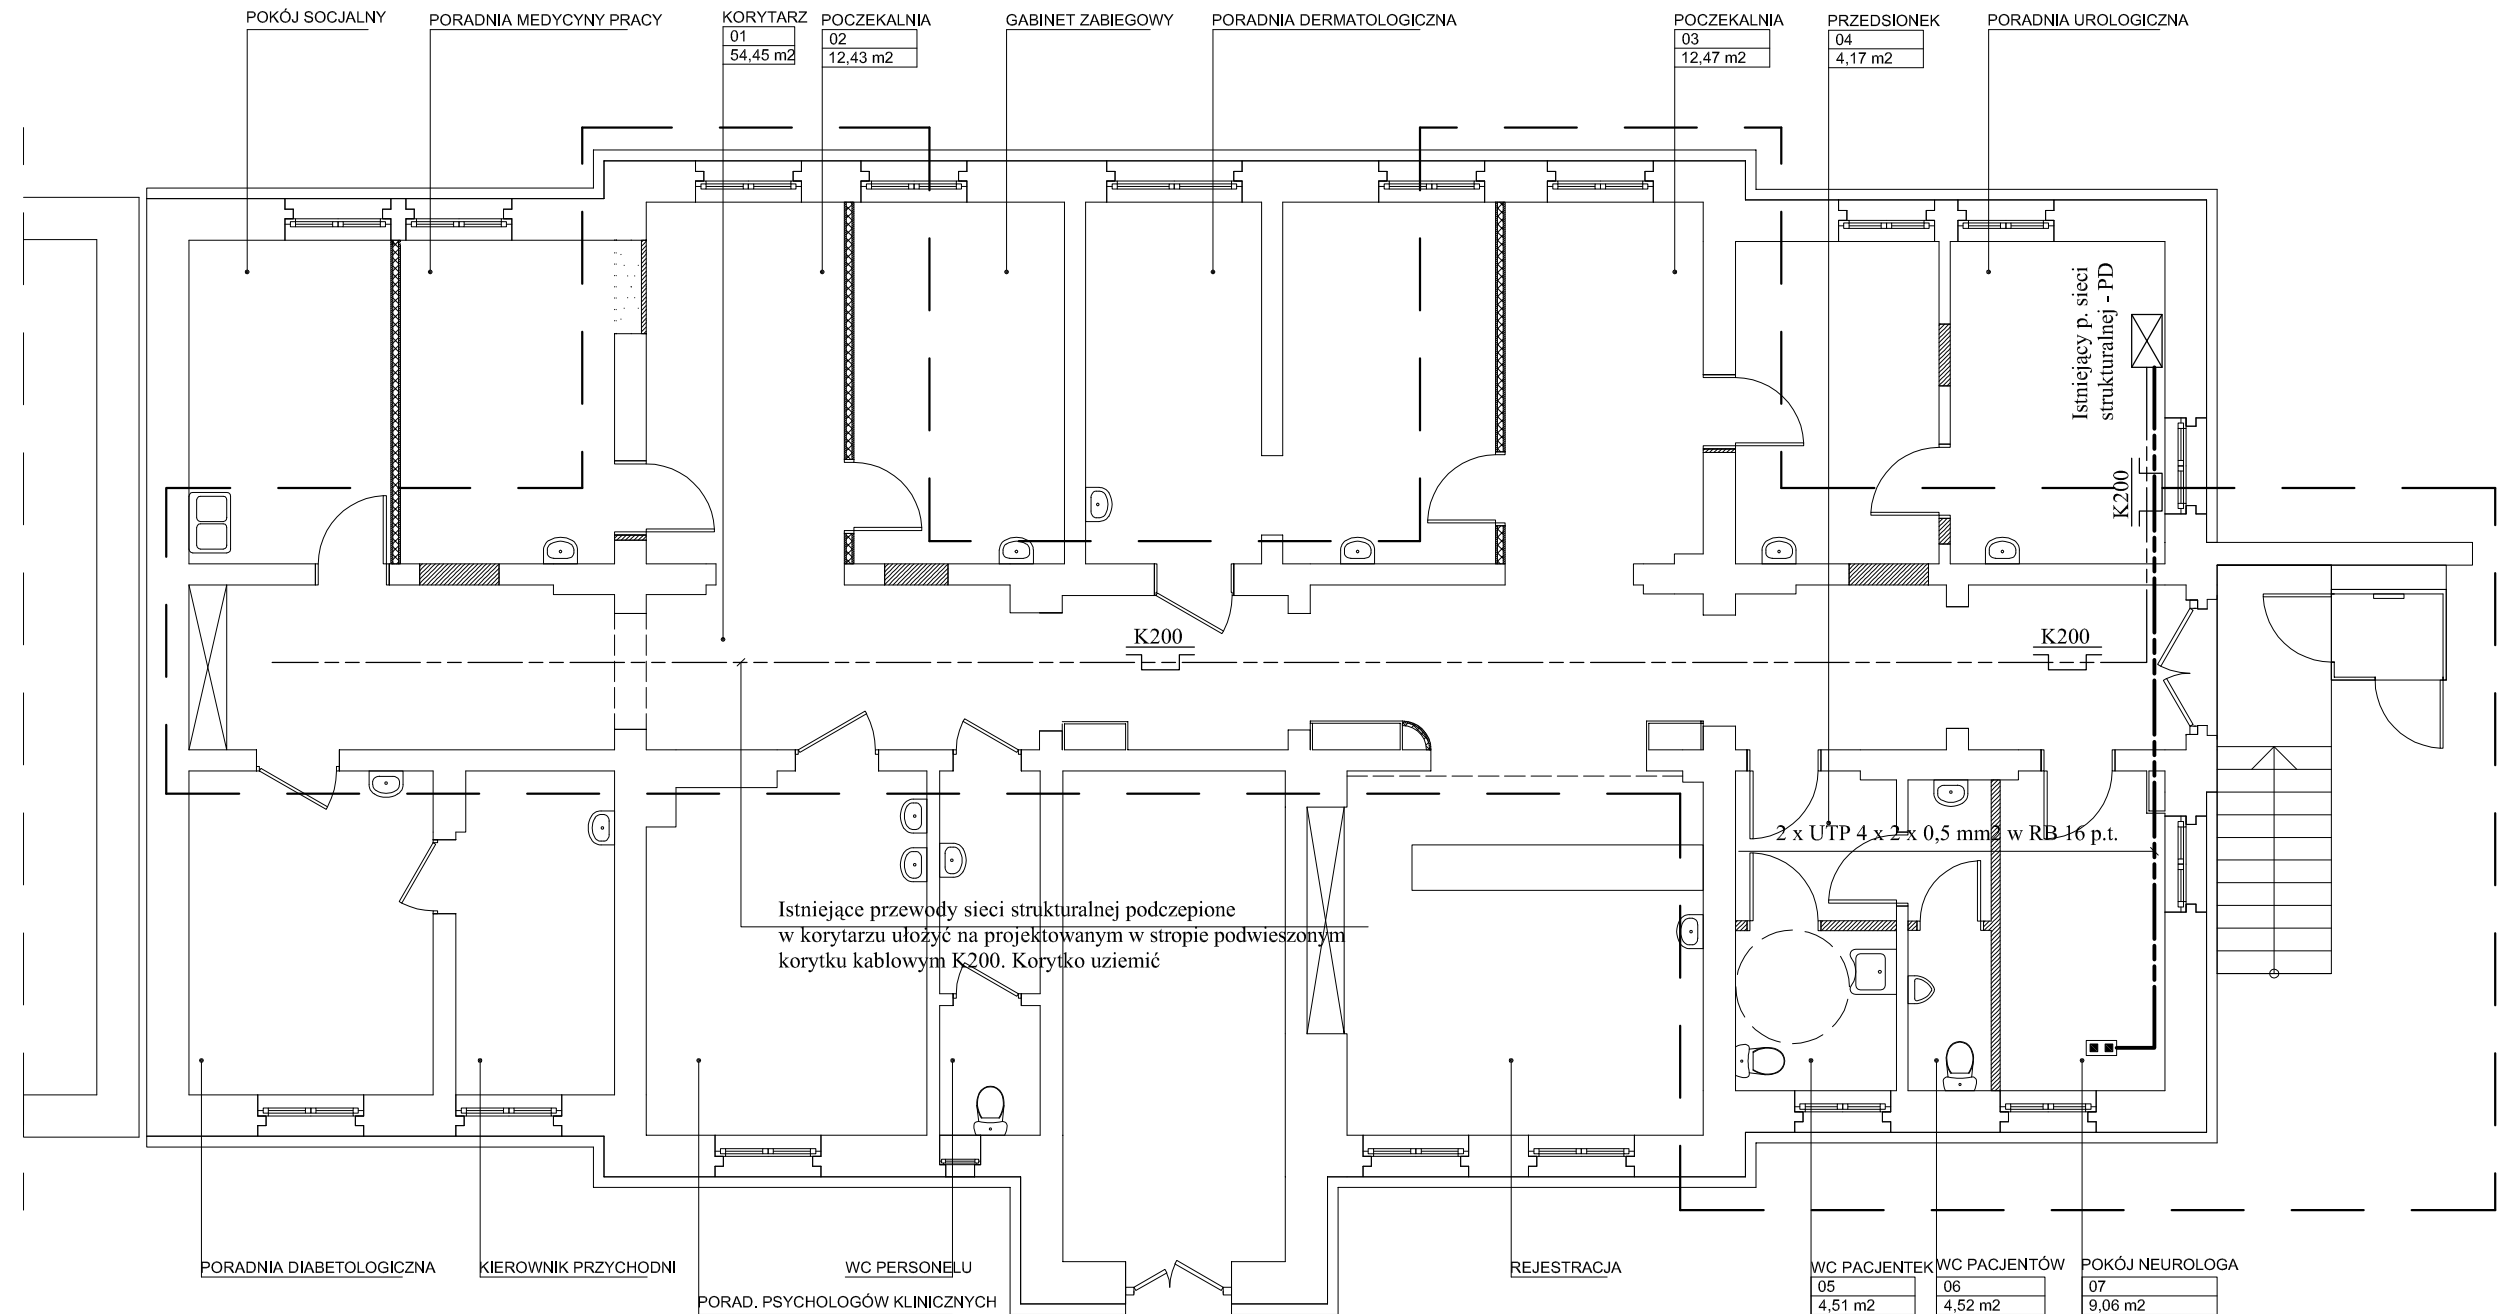 POKÓJ SOCJALNY
PORADNIA MEDYCYNY PRACY
KORYTARZ
01
54,45 m2
POCZEKALNIA
02
12,43 m2
GABINET ZABIEGOWY
PORADNIA DERMATOLOGICZNA
POCZEKALNIA
03
12,47 m2
PRZEDSIONEK
04
4,17 m2
PORADNIA UROLOGICZNA
Istniejący p. sieci
strukturalnej - PD
K200
K200
K200
2 x UTP 4 x 2 x 0,5 mm2 w RB 16 p.t.
Istniejące przewody sieci strukturalnej podczepione
w korytarzu ułożyć na projektowanym w stropie podwieszonym
korytku kablowym K200. Korytko uziemić
PORADNIA DIABETOLOGICZNA
KIEROWNIK PRZYCHODNI
PORAD. PSYCHOLOGÓW KLINICZNYCH
WC PERSONELU
REJESTRACJA
WC PACJENTEK
05
4,51 m2
WC PACJENTÓW
06
4,52 m2
POKÓJ NEUROLOGA
07
9,06 m2